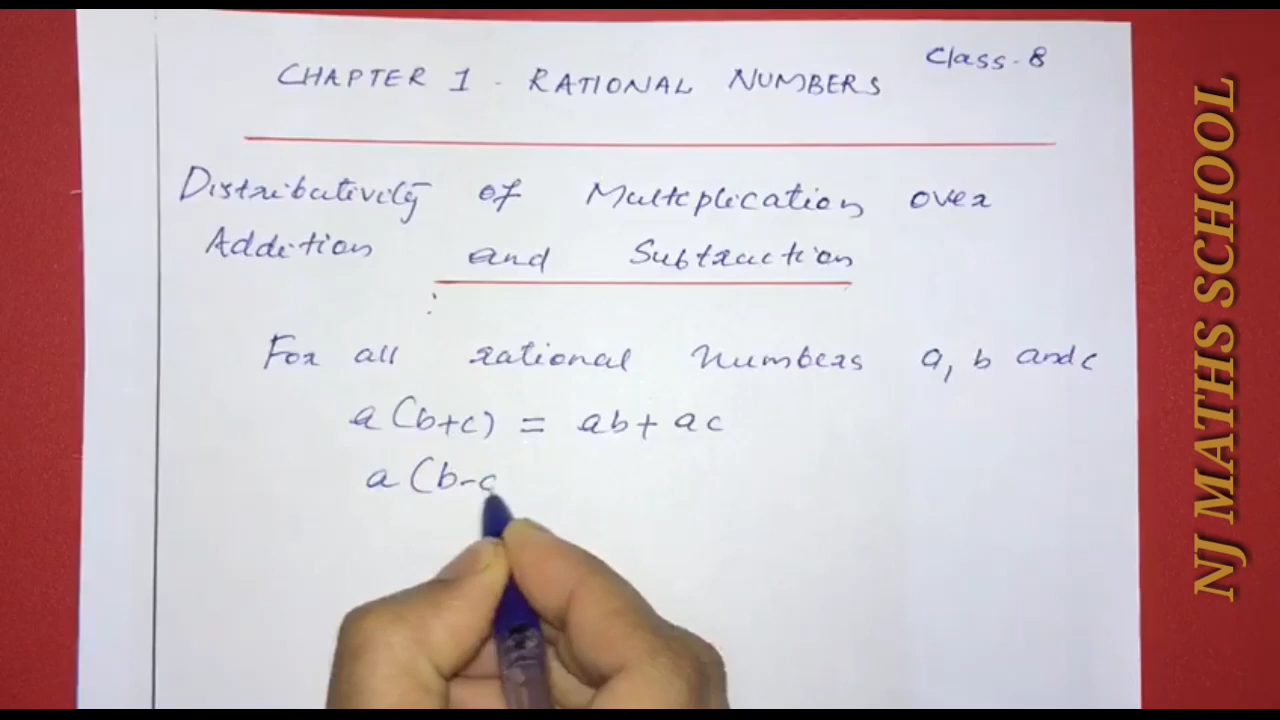 CHAPTER 1 - RATIONAL NUMBERS
Class-8
Distributivity of Multiplication over
Addition and Subtraction
:
For all rational Numbers a, b and c
a(b+c) = ab+ ac
a (b-c
NJ MATHS SCHOOL